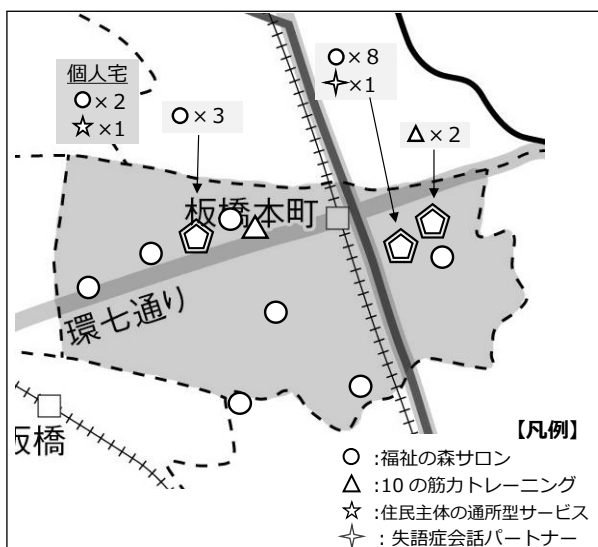 個人宅
○×2
☆×1
○×3
○×8
✧×1
△×2
板橋本町
環七通り
板橋
【凡例】
○:福祉の森サロン
△:10の筋力トレーニング
☆:住民主体の通所型サービス
✧:失語症会話パートナー